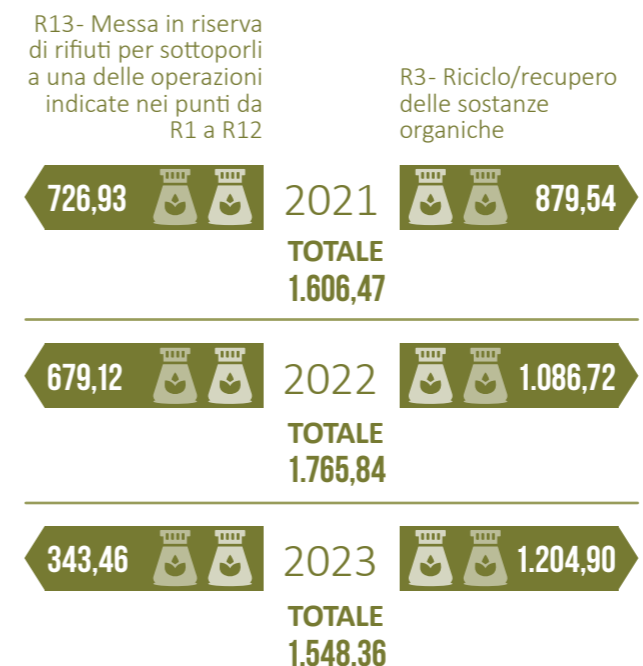 R13- Messa in riserva
di rifiuti per sottoporli
a una delle operazioni
indicate nei punti da
R1 a R12
R3- Riciclo/recupero
delle sostanze
organiche
726,93
2021
879,54
TOTALE
1.606,47
679,12
2022
1.086,72
TOTALE
1.765,84
343,46
2023
1.204,90
TOTALE
1.548,36